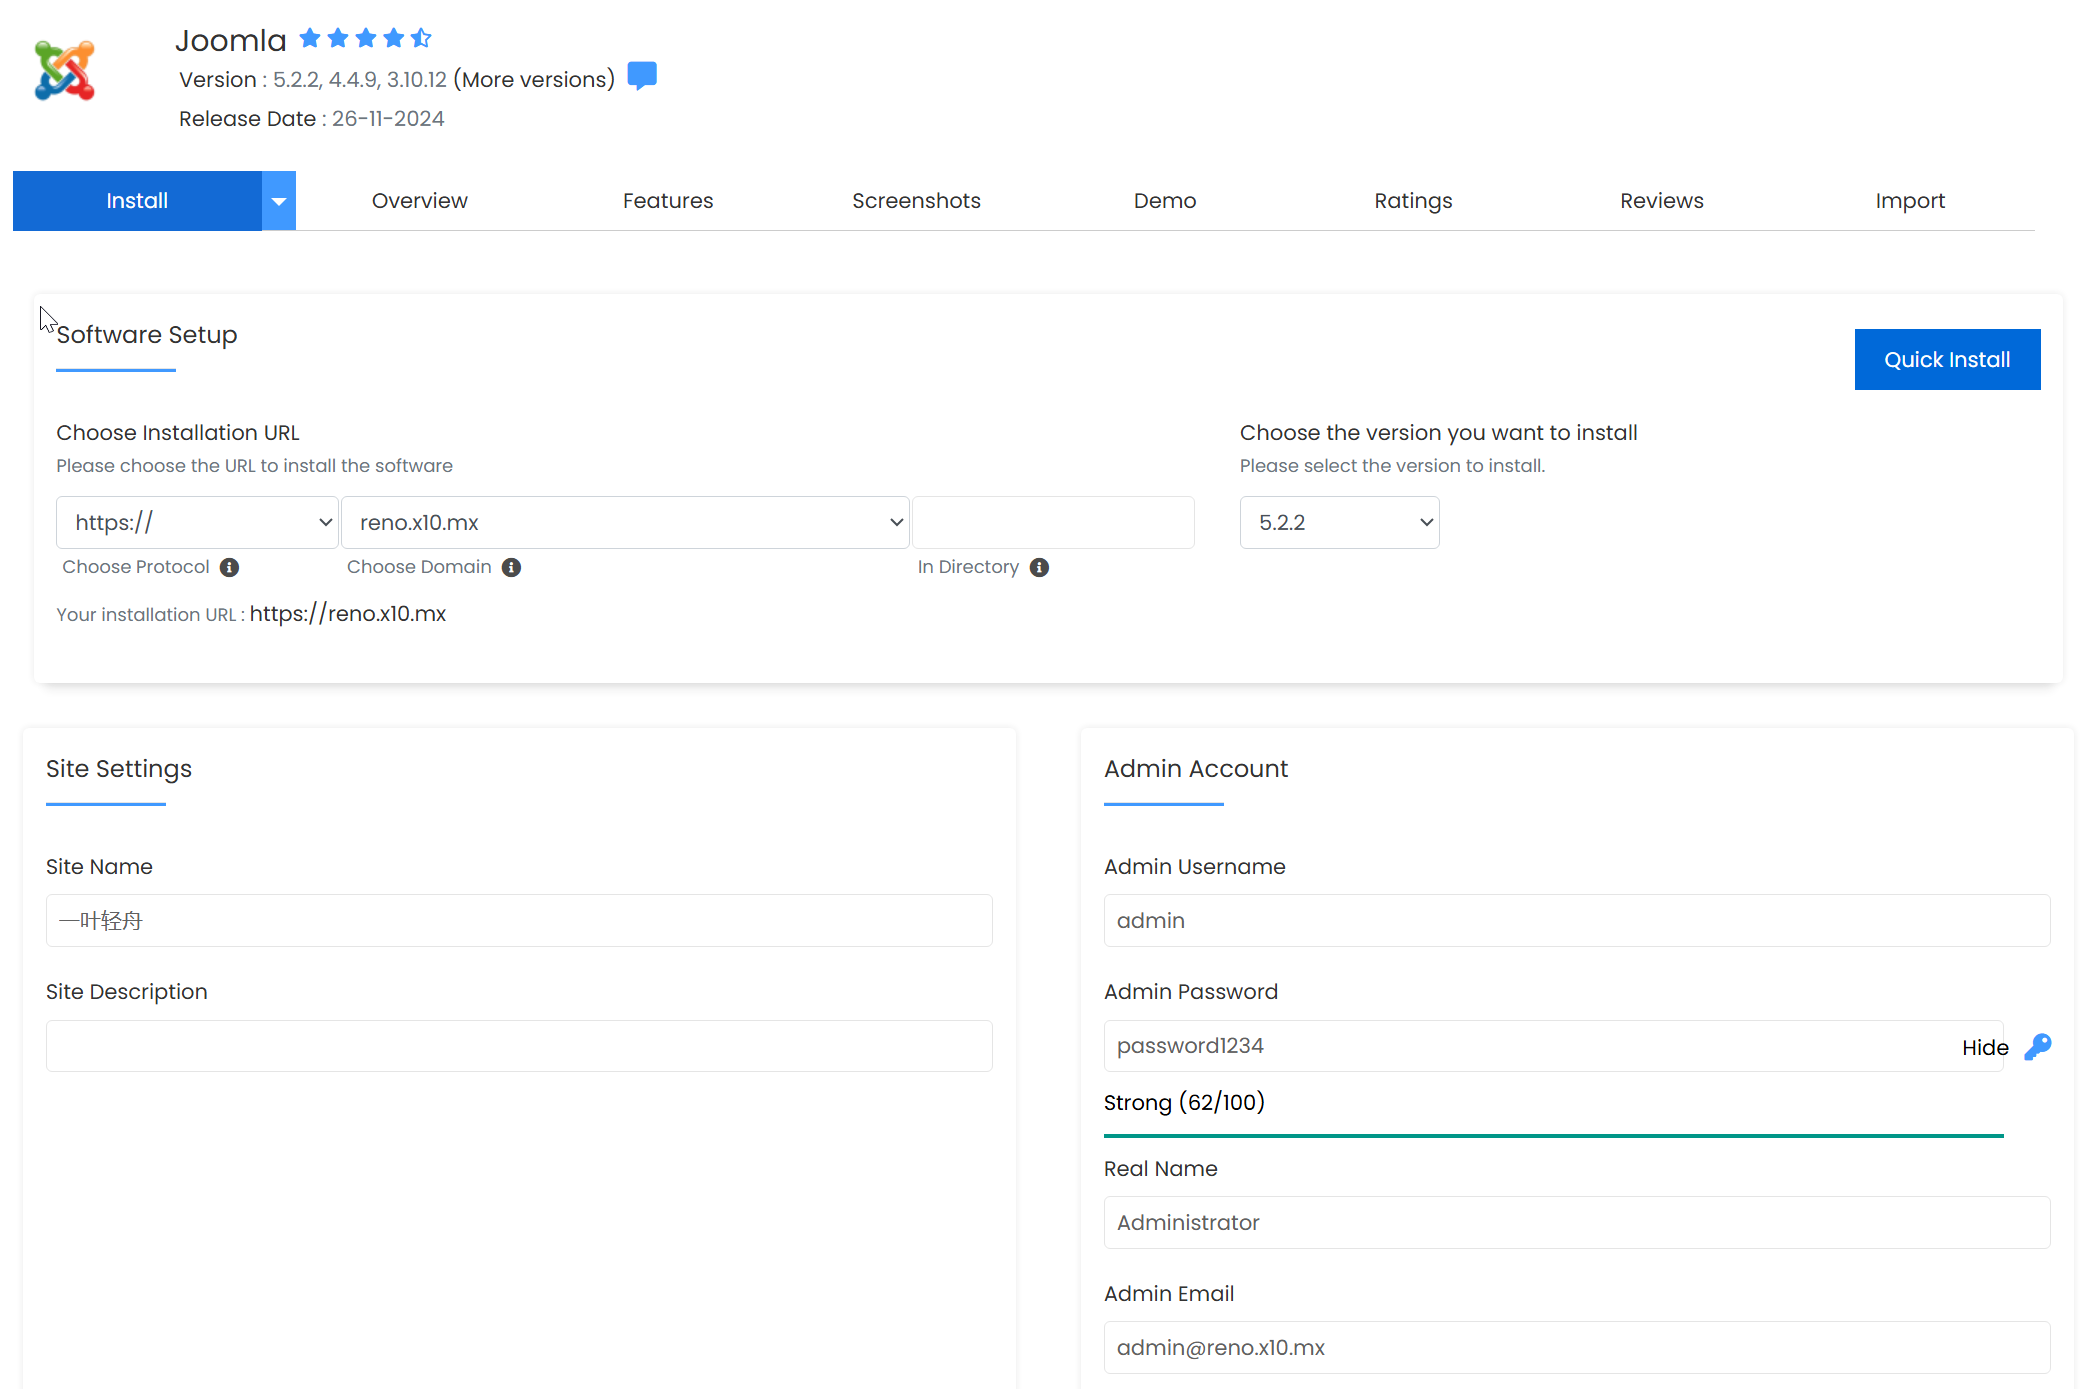 Joomla
Version : 5.2.2, 4.4.9, 3.10.12 (More versions)
Release Date : 26-11-2024
Install
Overview
Features
Screenshots
Demo
Ratings
Reviews
Import
Software Setup
Quick Install
Choose Installation URL
Please choose the URL to install the software
https://
reno.x10.mx
Choose Protocol
Choose Domain
In Directory
Your installation URL : https://reno.x10.mx
Choose the version you want to install
Please select the version to install.
5.2.2
Site Settings
Site Name
一叶轻舟
Site Description
Admin Account
Admin Username
admin
Admin Password
password1234
Hide
Strong (62/100)
Real Name
Administrator
Admin Email
admin@reno.x10.mx